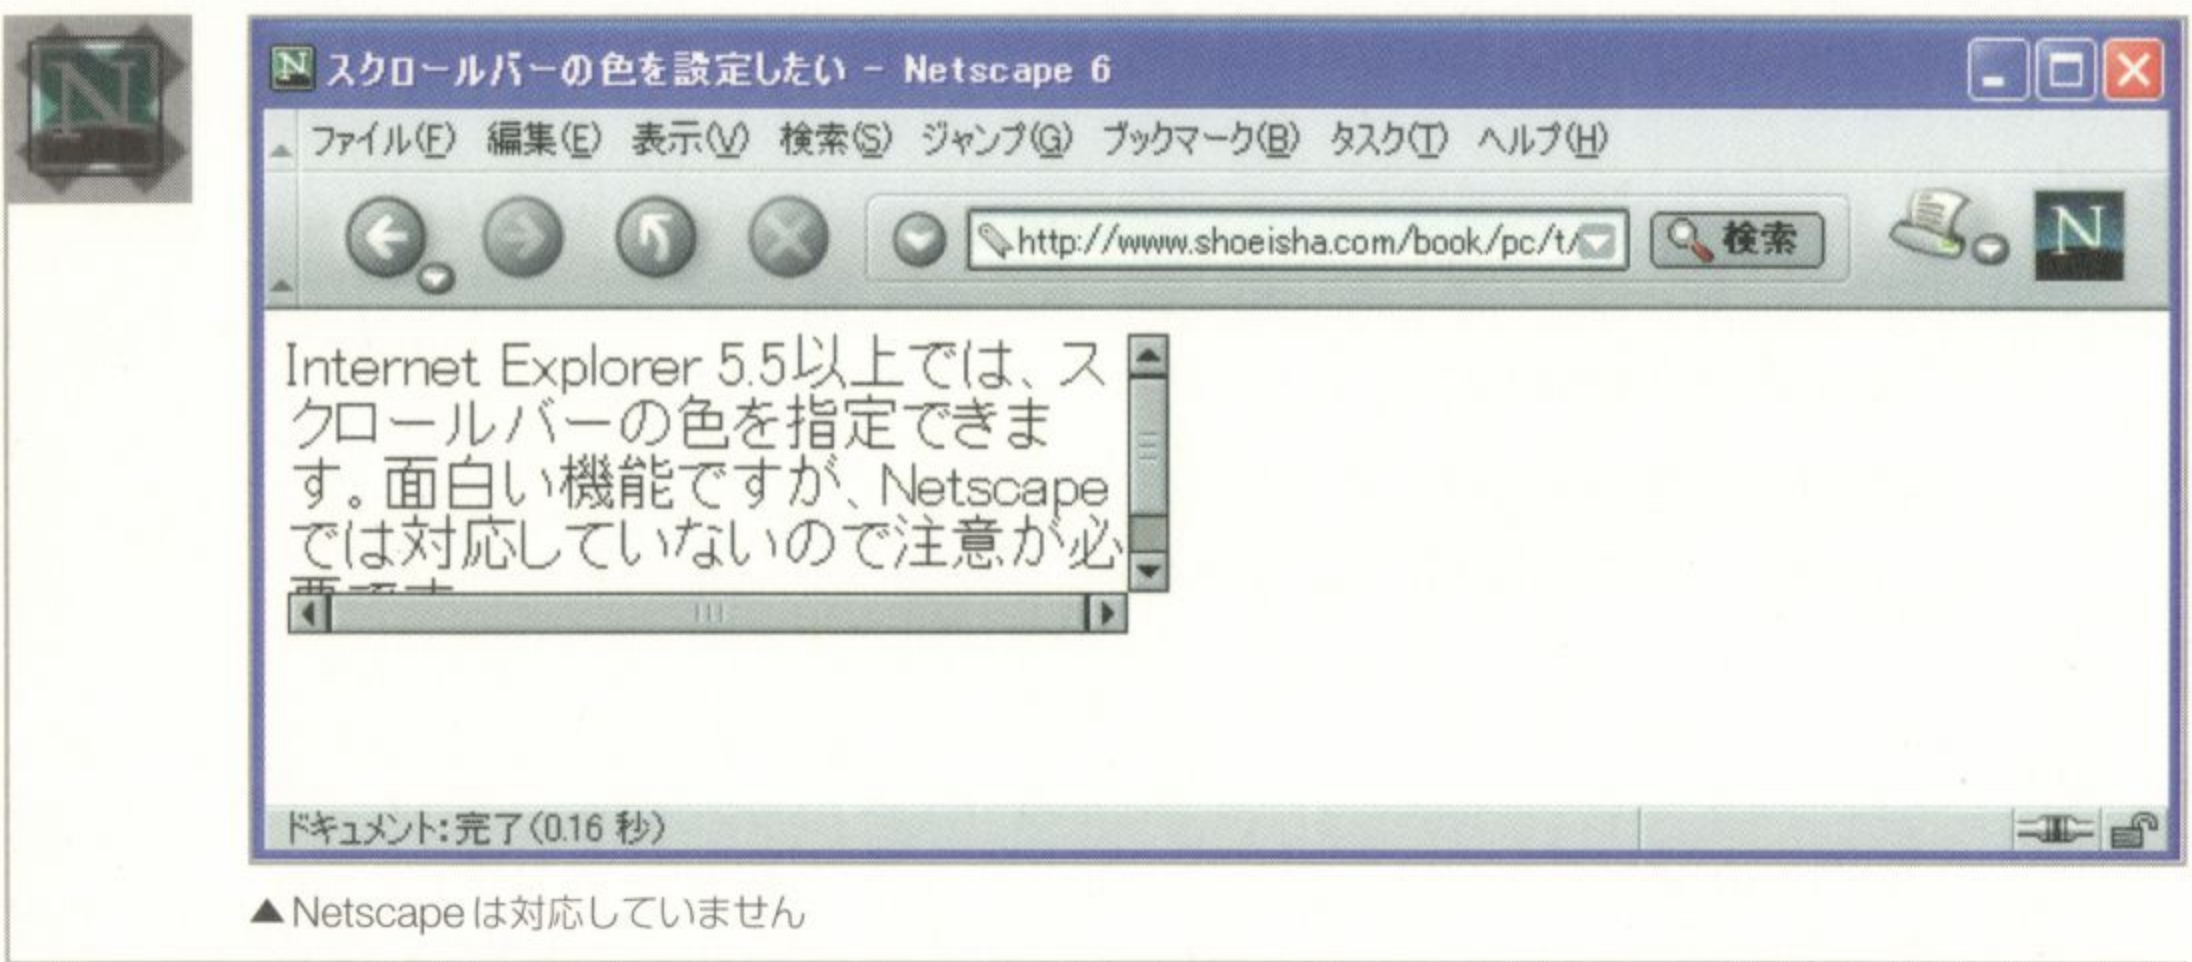 N
スクロールバーの色を設定したい - Netscape 6
ファイル(F) 編集(E) 表示(V) 検索(S) ジャンプ(G) ブックマーク(B) タスク(T) ヘルプ(H)
http://www.shoeisha.com/book/pc/t/ 検索 N
Internet Explorer 5.5以上では、ス
クロールバーの色を指定できま
す。面白い機能ですが、Netscape
では対応していないので注意が必
要です
ドキュメント:完了(0.16 秒)
▲Netscapeは対応していません